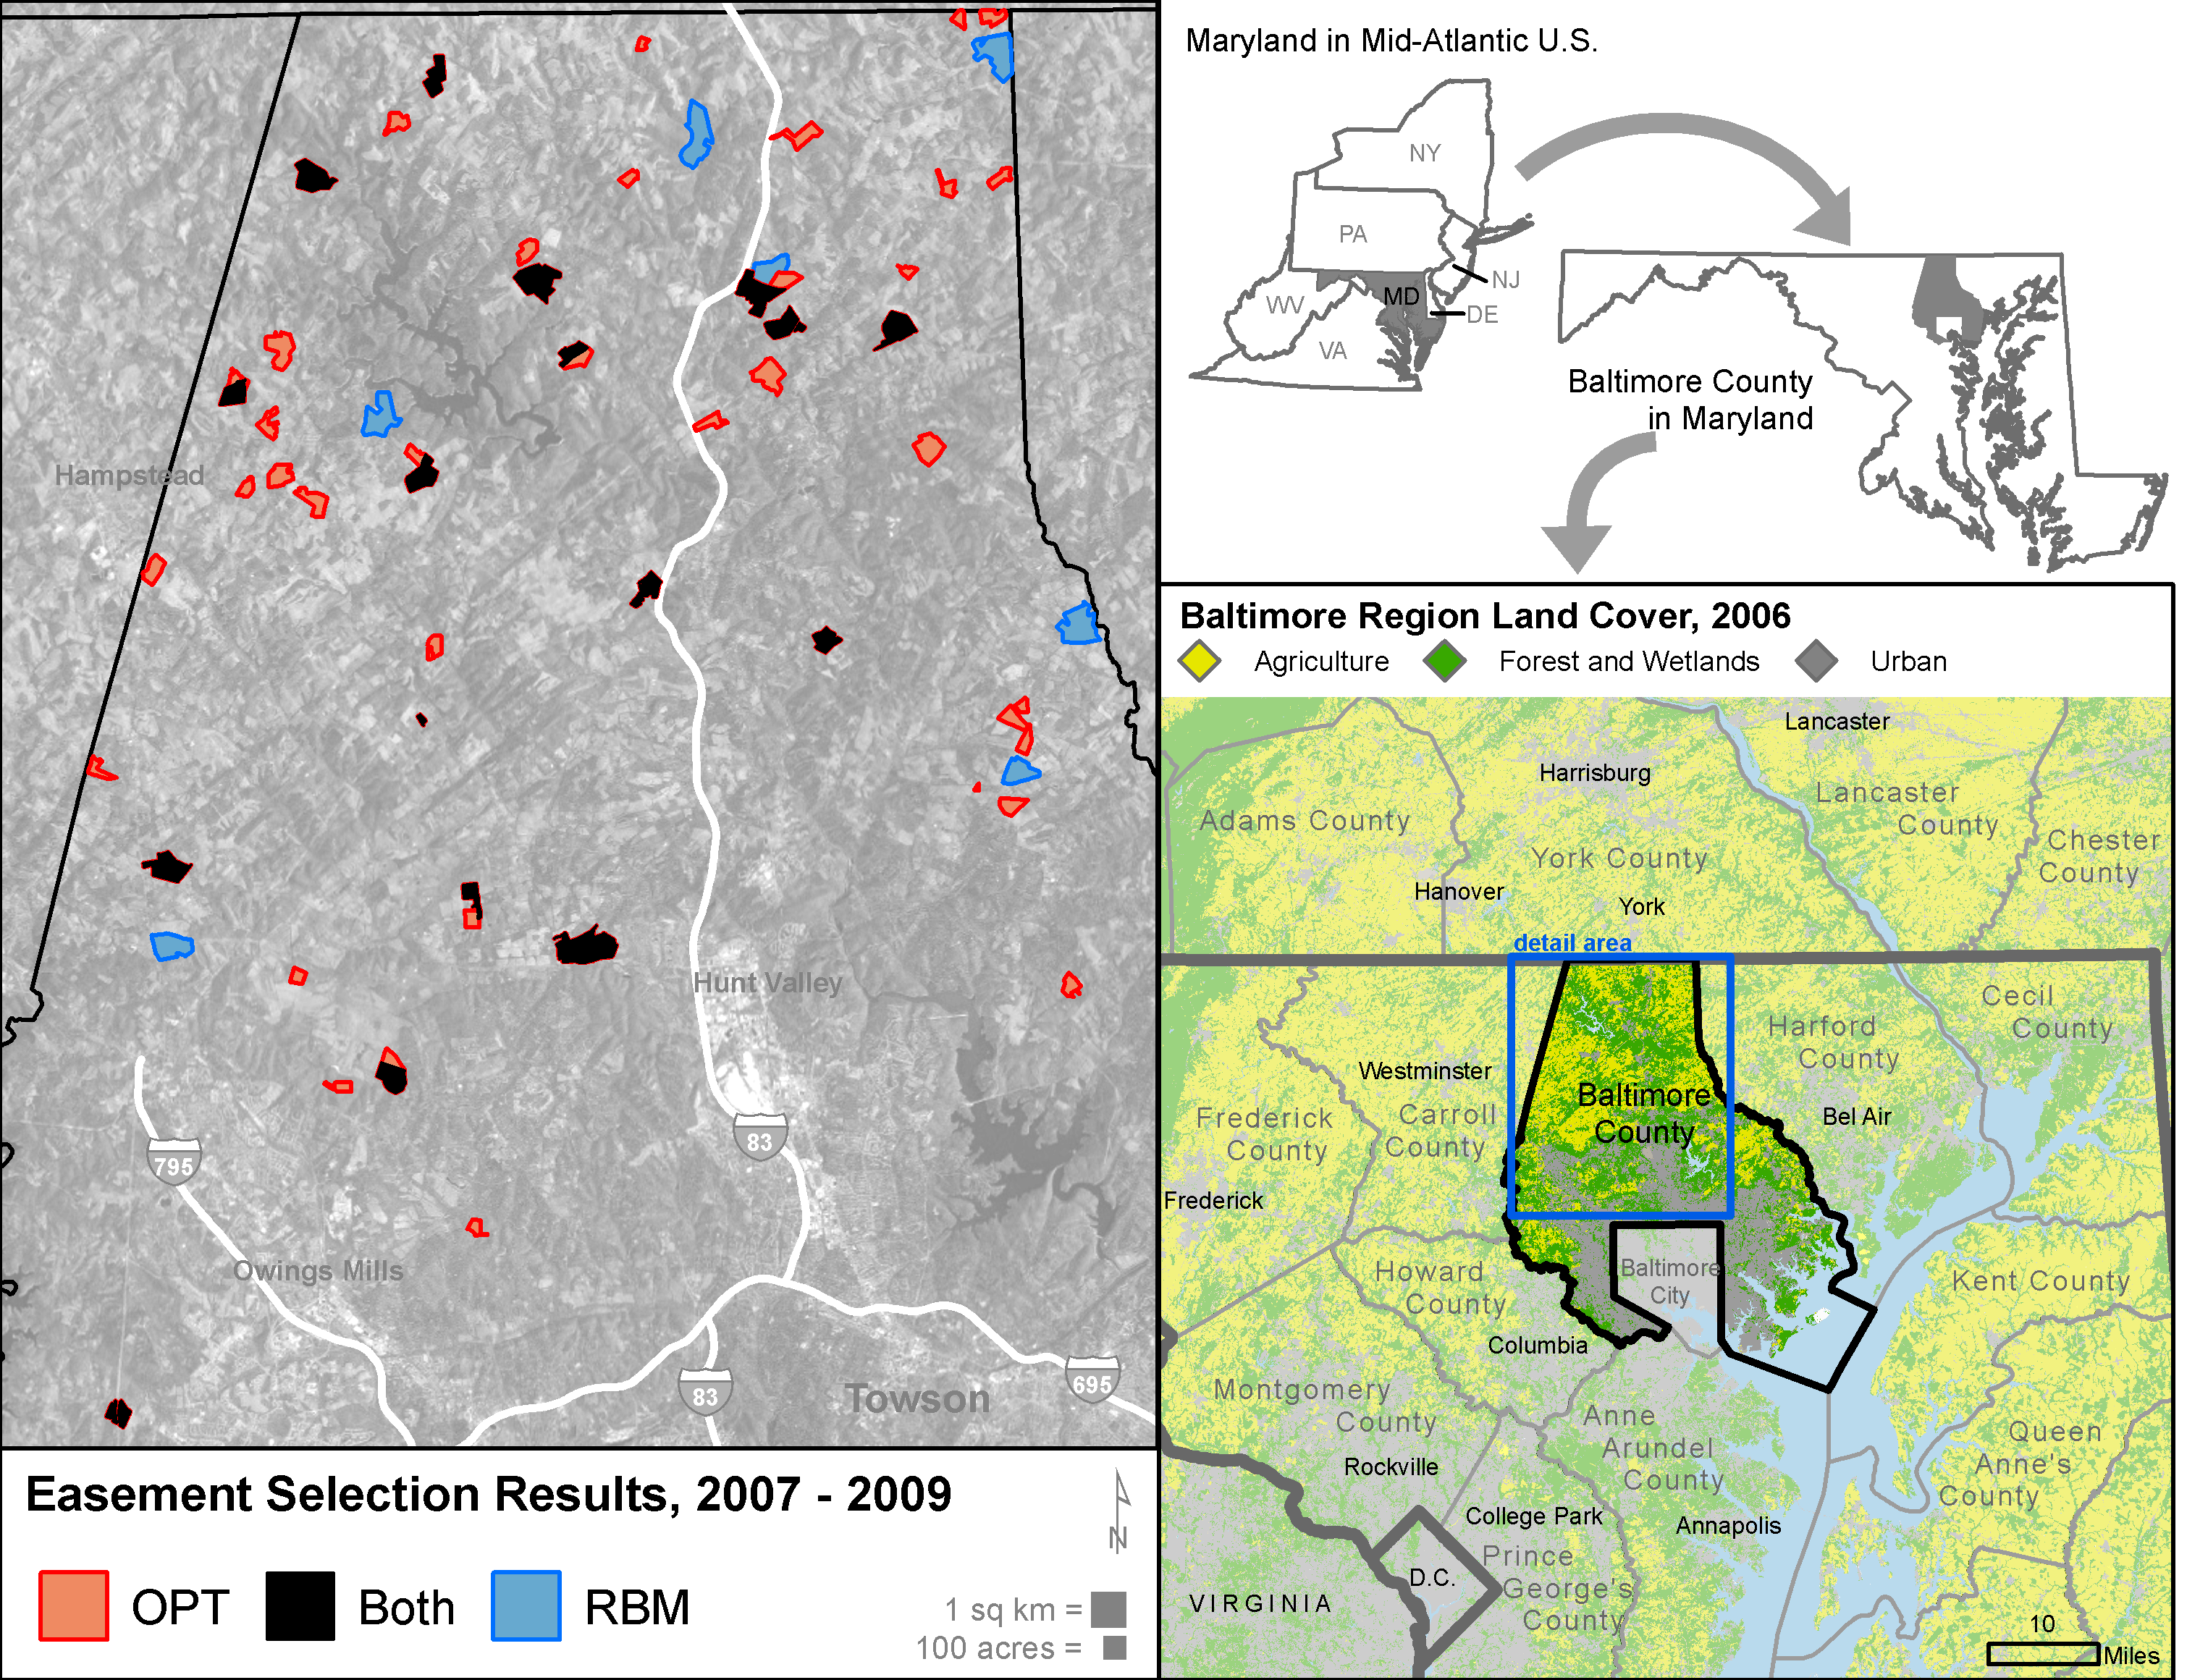 Hampstead
Hunt Valley
83
795
Owings Mills
83
695
Towson
Easement Selection Results, 2007 - 2009
N
OPT
Both
RBM
1 sq km =
100 acres =
Maryland in Mid-Atlantic U.S.
NY
PA
NJ
WV
MD
DE
VA
Baltimore County
in Maryland
Baltimore Region Land Cover, 2006
Agriculture
Forest and Wetlands
Urban
Lancaster
Harrisburg
Lancaster
County
Adams County
York County
Chester
County
Hanover
York
detail area
Cecil
County
Harford
County
Westminster
Baltimore
County
Bel Air
Frederick
County
Carroll
County
Frederick
Baltimore
City
Howard
County
Kent County
Columbia
Montgomery
County
Anne
Arundel
County
Queen
Anne's
County
Rockville
College Park
Annapolis
Prince
George's
County
D.C.
VIRGINIA
10
Miles